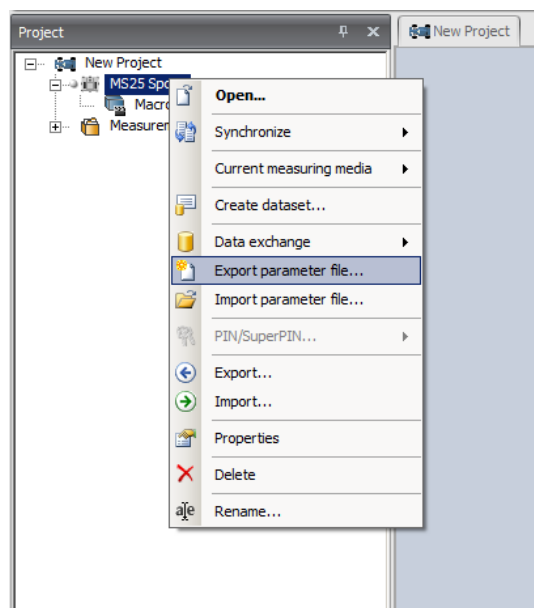 Project
New Project
New Project
MS25 Spo
Macro
Measurer
Open...
Synchronize
Current measuring media
Create dataset...
Data exchange
Export parameter file...
Import parameter file...
PIN/SuperPIN...
Export...
Import...
Properties
Delete
Rename...